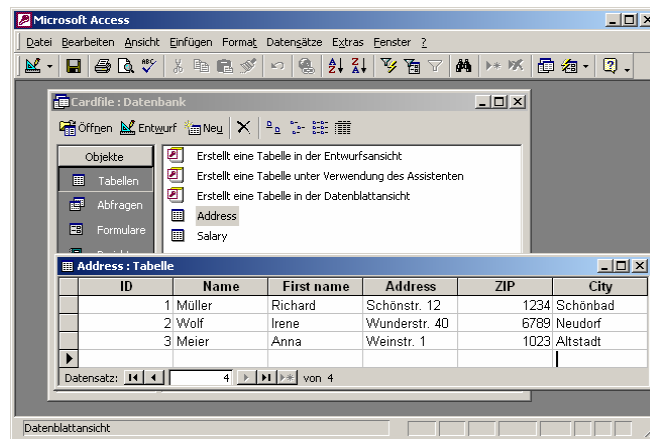 Microsoft Access
Datei Bearbeiten Ansicht Einfügen Format Datensätze Extras Fenster ?
Cardfile : Datenbank
Öffnen Entwurf Neu
Objekte
Tabellen
Abfragen
Formulare
Erstellt eine Tabelle in der Entwurfsansicht
Erstellt eine Tabelle unter Verwendung des Assistenten
Erstellt eine Tabelle in der Datenblattansicht
Address
Salary
Address : Tabelle
ID Name First name Address ZIP City
1 Müller Richard Schönstr. 12 1234 Schönbad
2 Wolf Irene Wunderstr. 40 6789 Neudorf
3 Meier Anna Weinstr. 1 1023 Altstadt
Datensatz: 4 von 4
Datenblattansicht